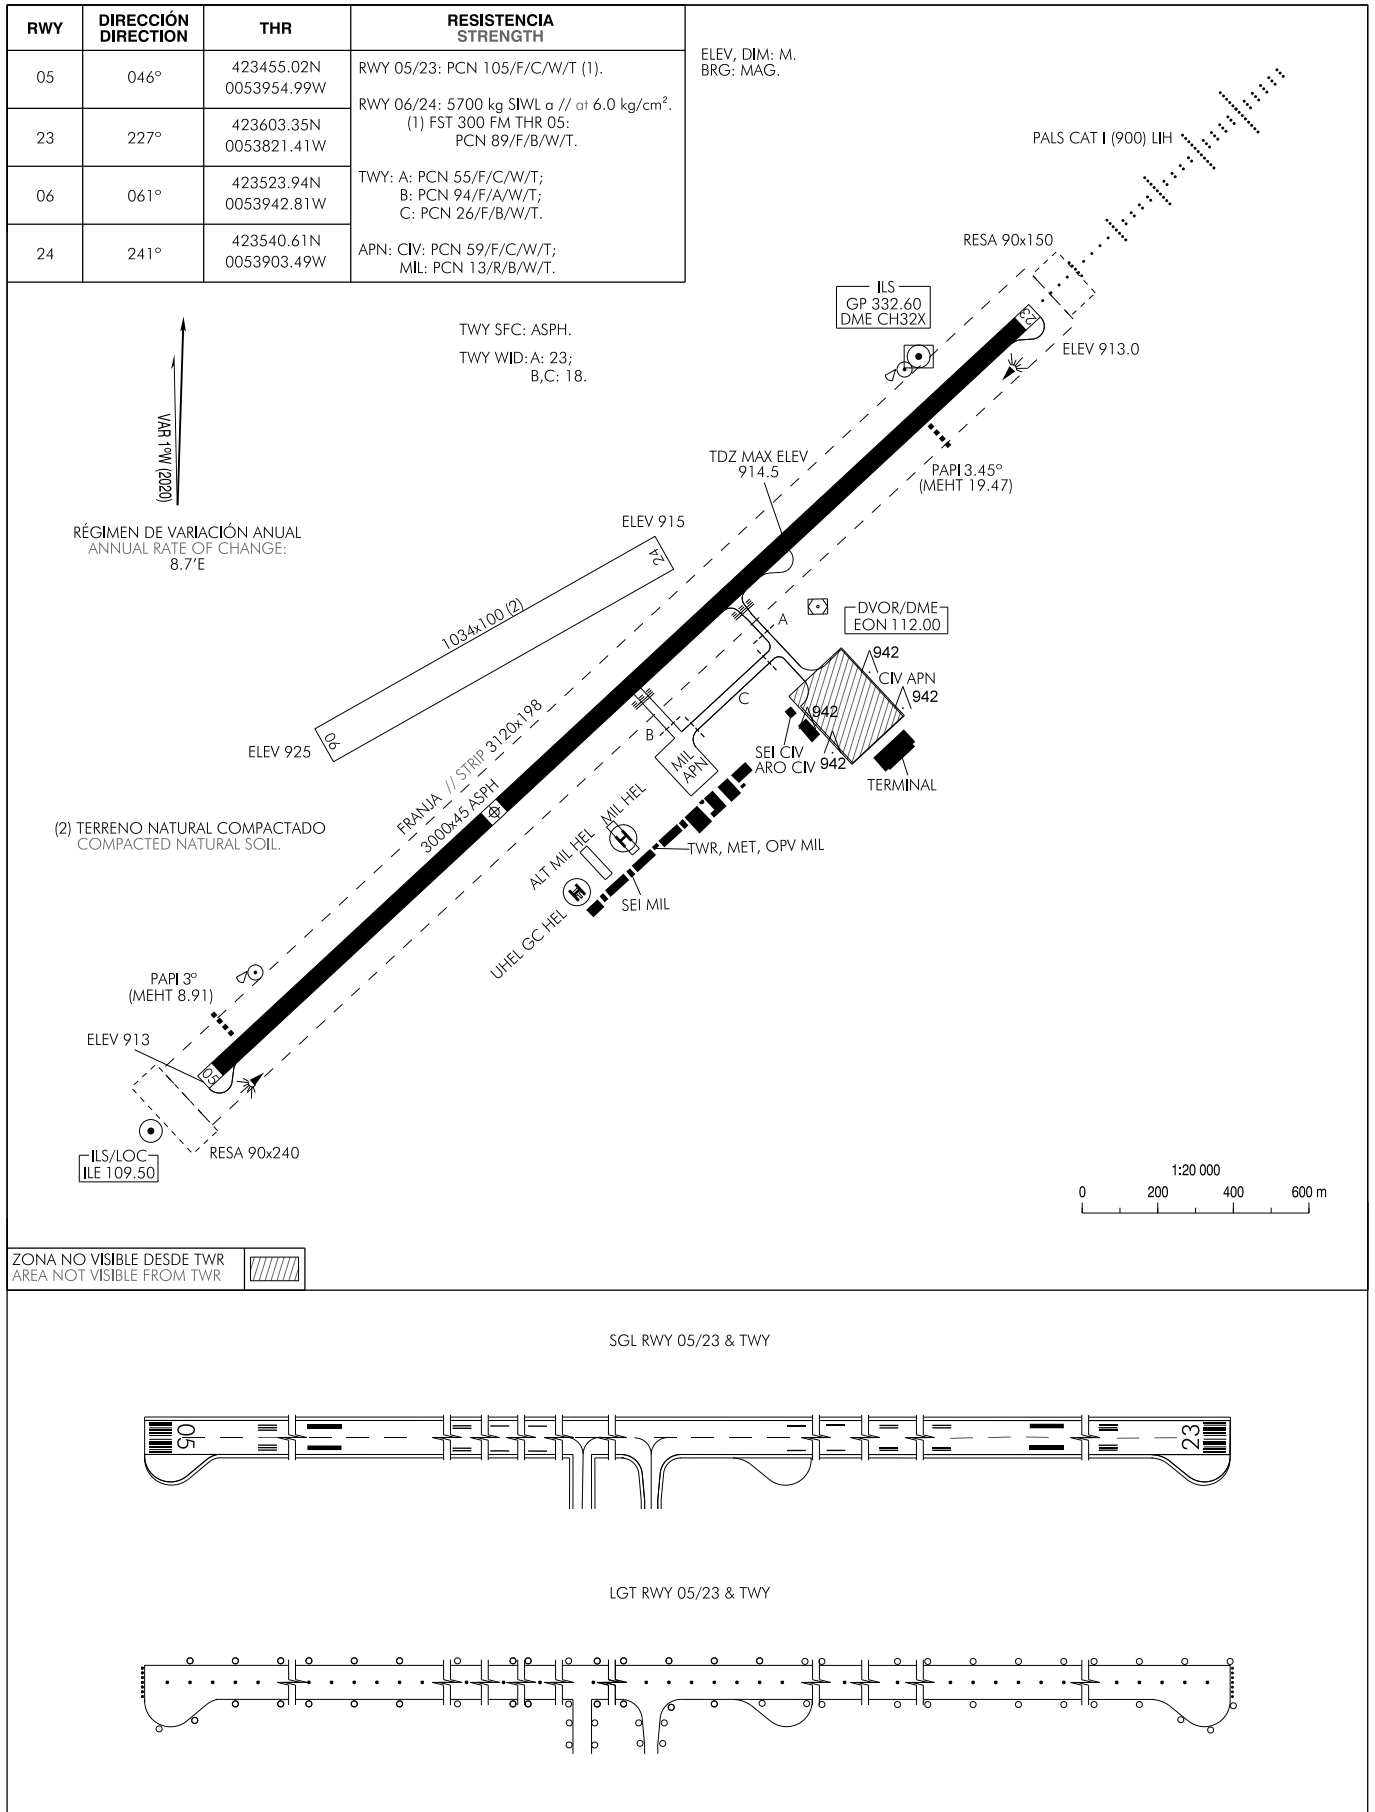 RWY
DIRECCIÓN
DIRECTION
THR
RESISTENCIA
STRENGTH
05
046°
423455.02N
0053954.99W
23
227°
423603.35N
0053821.41W
06
061°
423523.94N
0053942.81W
24
241°
423540.61N
0053903.49W
RWY 05/23: PCN 105/F/C/W/T (1).
RWY 06/24: 5700 kg SIWL a // at 6.0 kg/cm².
(1) FST 300 FM THR 05:
PCN 89/F/B/W/T.
TWY: A: PCN 55/F/C/W/T;
B: PCN 94/F/A/W/T;
C: PCN 26/F/B/W/T.
APN: CIV: PCN 59/F/C/W/T;
MIL: PCN 13/R/B/W/T.
ELEV, DIM: M.
BRG: MAG.
PALS CAT I (900) LIH
RESA 90x150
ILS
GP 332.60
DME CH32X
23
ELEV 913.0
TWY SFC: ASPH.
TWY WID: A: 23;
B,C: 18.
VAR 1°W (2020)
RÉGIMEN DE VARIACIÓN ANUAL
ANNUAL RATE OF CHANGE:
8.7'E
TDZ MAX ELEV
914.5
PAPI 3.45°
(MEHT 19.47)
ELEV 915
24
1034x100 (2)
06
ELEV 925
DVOR/DME
EON 112.00
A
942
CIV APN
942
C
942
B
SEI CIV
ARO CIV
942
MIL
APN
TERMINAL
FRANJA // STRIP 3120x198
3000x45 ASPH
(2) TERRENO NATURAL COMPACTADO
COMPACTED NATURAL SOIL.
MIL HEL
H
ALT MIL HEL
TWR, MET, OPV MIL
SEI MIL
H
UHEL GC HEL
PAPI 3°
(MEHT 8.91)
ELEV 913
05
RESA 90x240
ILS/LOC
ILE 109.50
1:20 000
0 200 400 600 m
ZONA NO VISIBLE DESDE TWR
AREA NOT VISIBLE FROM TWR
SGL RWY 05/23 & TWY
05
23
LGT RWY 05/23 & TWY